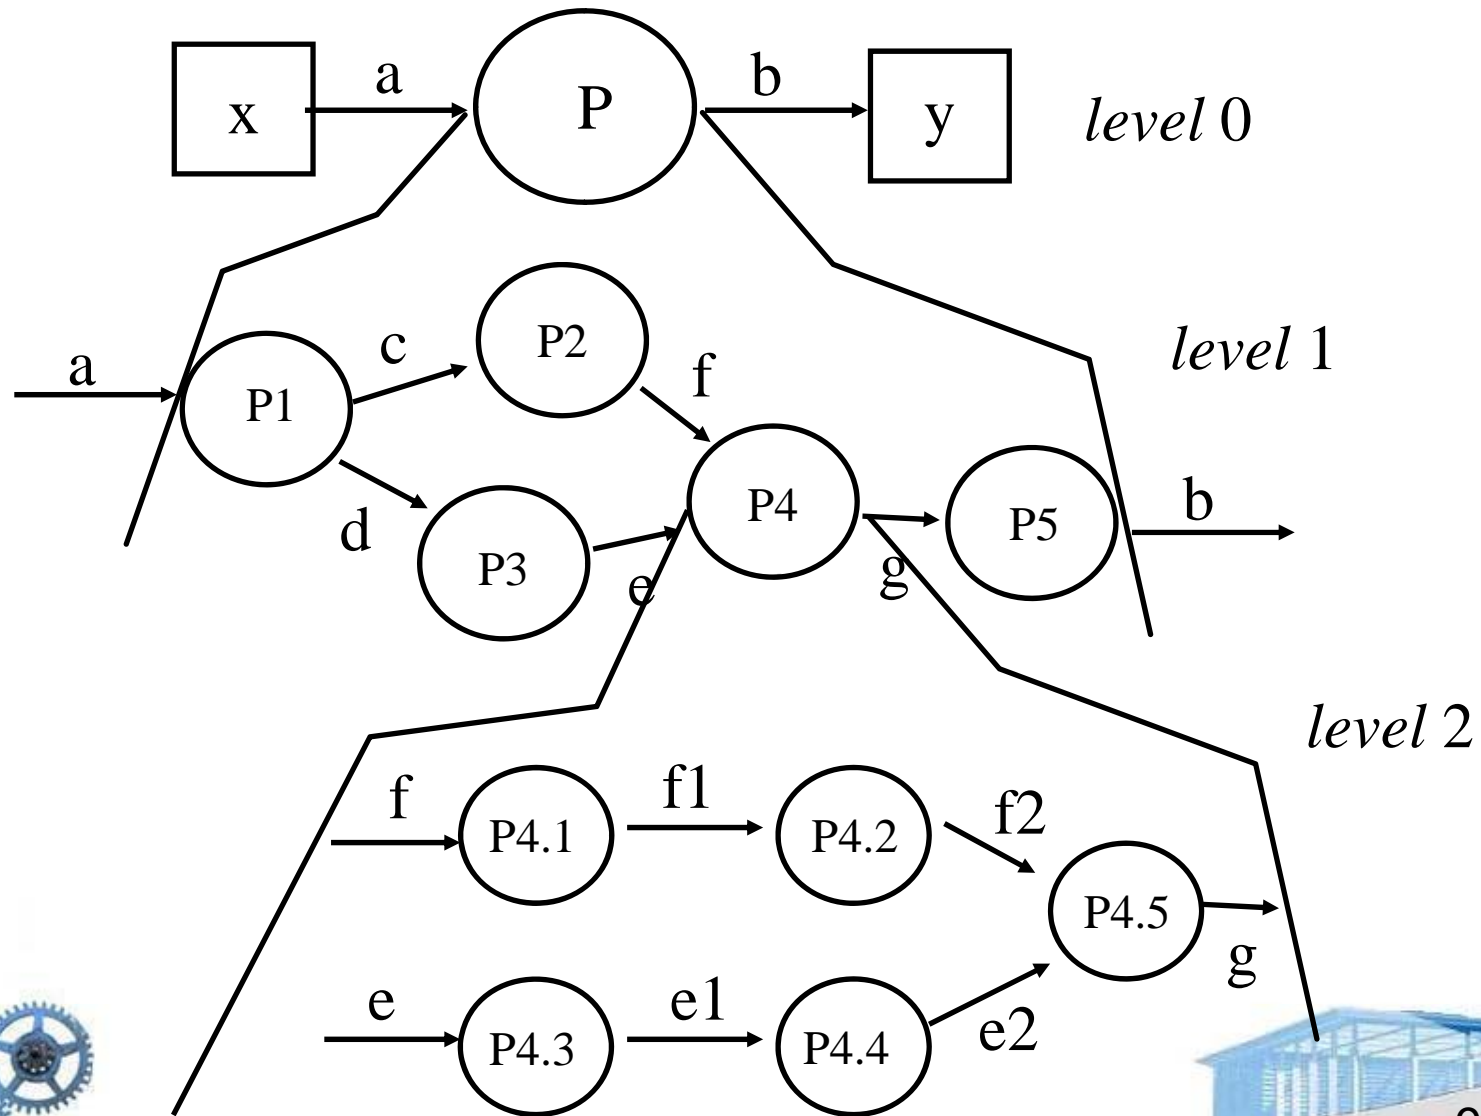 x a P b y level 0
a P1 c P2 f level 1
d P3 e P4 g P5 b
level 2
f P4.1 f1 P4.2 f2 P4.5 g
e P4.3 e1 P4.4 e2